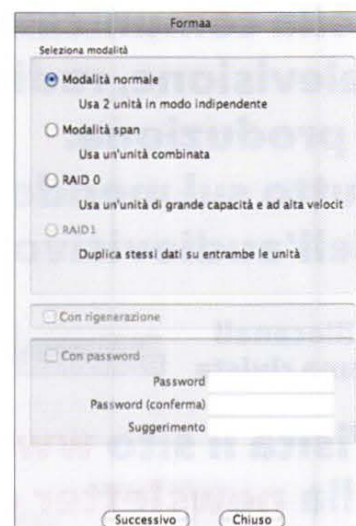 Formaa
Seleziona modalità
Modalità normale
Usa 2 unità in modo indipendente
Modalità span
Usa un'unità combinata
RAID 0
Usa un'unità di grande capacità e ad alta velocit
RAID1
Duplica stessi dati su entrambe le unità
Con rigenerazione
Con password
Password
Password (conferma)
Suggerimento
Successivo Chiuso